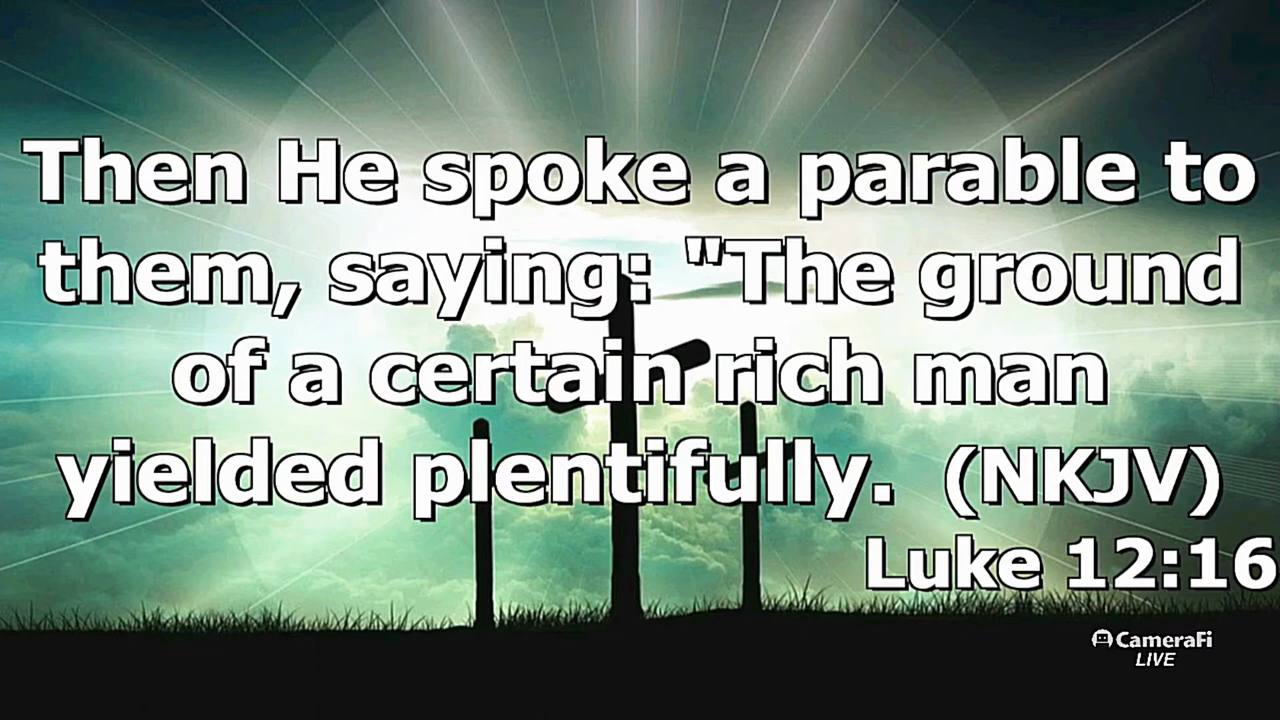 Then He spoke a parable to
them, saying: "The ground
of a certain rich man
yielded plentifully.  (NKJV)
Luke 12:16
CameraFi
LIVE